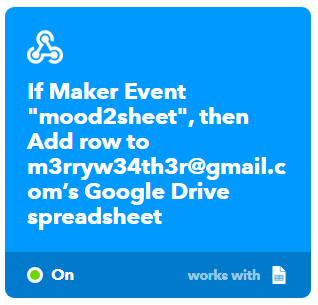 If Maker Event
"mood2sheet", then
Add row to
m3rryw34th3r@gmail.c
om’s Google Drive
spreadsheet
On
works with